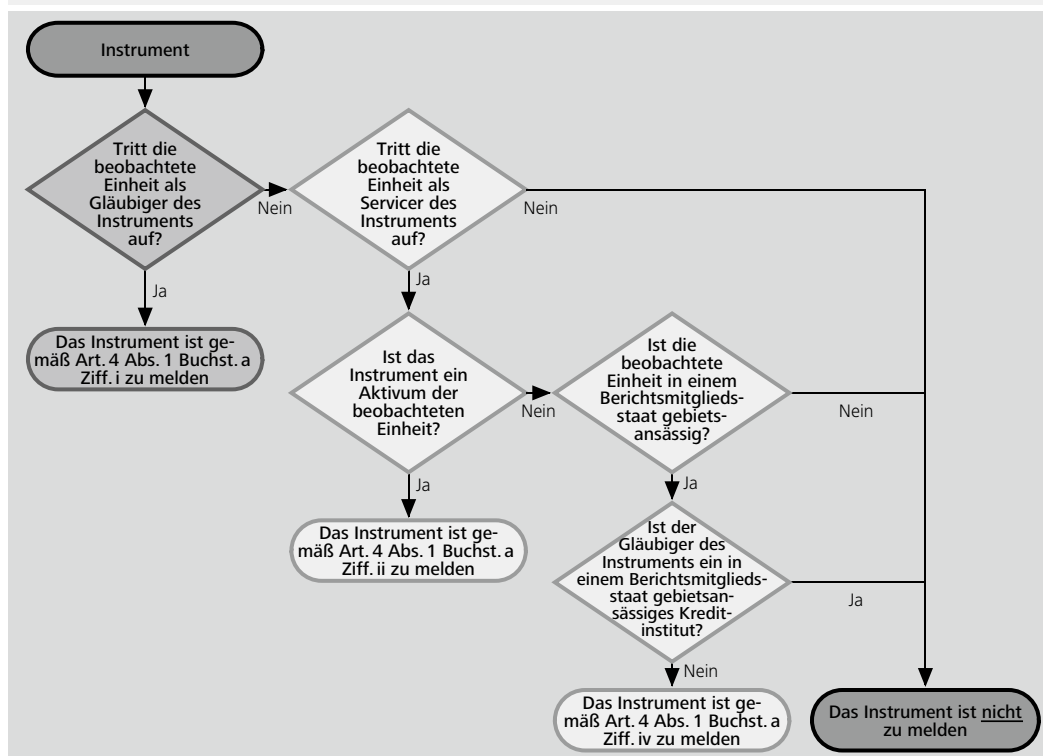 Instrument
Tritt die
beobachtete
Einheit als
Gläubiger des
Instruments
auf?
Nein
Tritt die
beobachtete
Einheit als
Servicer des
Instruments
auf?
Nein
Ja
Das Instrument ist ge-
mäß Art. 4 Abs. 1 Buchst. a
Ziff. i zu melden
Ja
Ist das
Instrument ein
Aktivum der
beobachteten
Einheit?
Nein
Ist die
beobachtete
Einheit in einem
Berichtsmitglieds-
staat gebiets-
ansässig?
Nein
Ja
Das Instrument ist ge-
mäß Art. 4 Abs. 1 Buchst. a
Ziff. ii zu melden
Ja
Ist der
Gläubiger des
Instruments ein in
einem Berichtsmitglieds-
staat gebietsan-
sässiges Kredit-
institut?
Ja
Nein
Das Instrument ist ge-
mäß Art. 4 Abs. 1 Buchst. a
Ziff. iv zu melden
Das Instrument ist nicht
zu melden